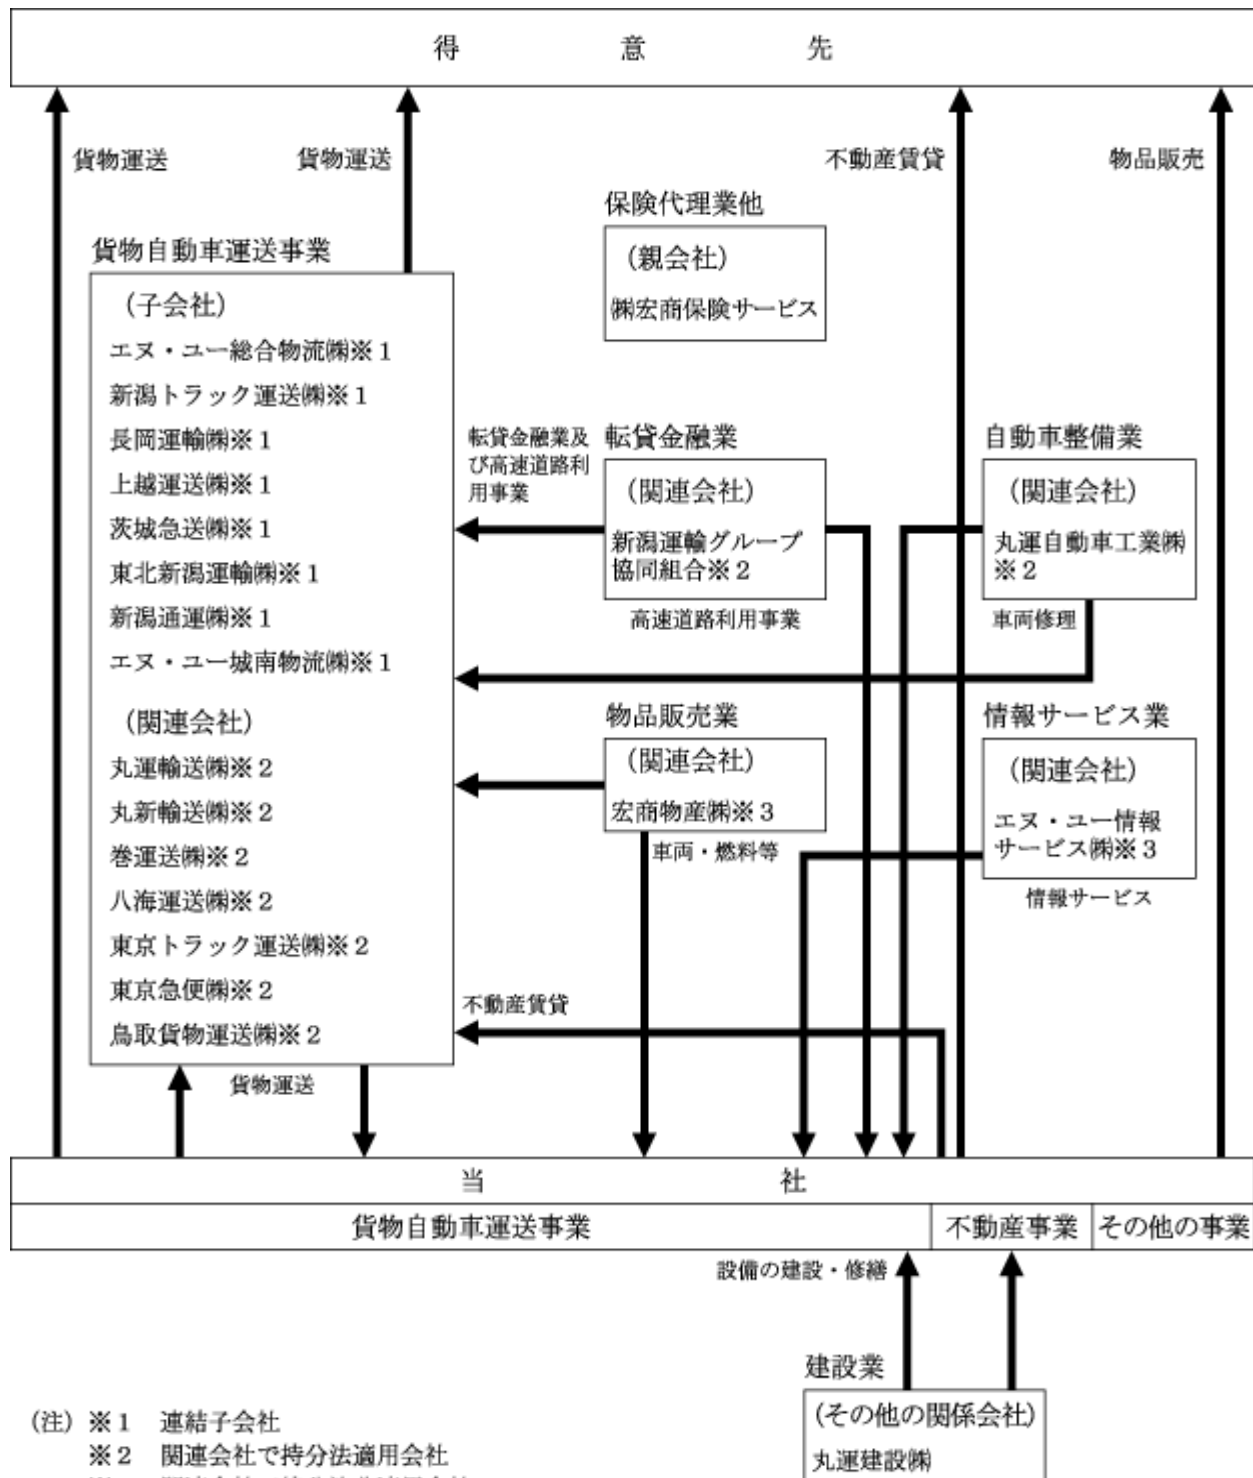 得意先
貨物運送
貨物運送
不動産賃貸
物品販売
保険代理業他
(親会社)
㈱宏商保険サービス
貨物自動車運送事業
(子会社)
エヌ・ユー総合物流㈱※1
新潟トラック運送㈱※1
長岡運輸㈱※1
上越運送㈱※1
茨城急送㈱※1
東北新潟運輸㈱※1
新潟通運㈱※1
エヌ・ユー城南物流㈱※1
(関連会社)
丸運輸送㈱※2
丸新輸送㈱※2
巻運送㈱※2
八海運送㈱※2
東京トラック運送㈱※2
東京急便㈱※2
鳥取貨物運送㈱※2
転貸金融業及
び高速道路利
用事業
転貸金融業
(関連会社)
新潟運輸グループ
協同組合※2
高速道路利用事業
自動車整備業
(関連会社)
丸運自動車工業㈱
※2
車両修理
物品販売業
(関連会社)
宏商物産㈱※3
車両・燃料等
情報サービス業
(関連会社)
エヌ・ユー情報
サービス㈱※3
情報サービス
不動産賃貸
貨物運送
当社
貨物自動車運送事業
不動産事業
その他の事業
設備の建設・修繕
建設業
(その他の関係会社)
丸運建設㈱
(注)※1 連結子会社
※2 関連会社で持分法適用会社